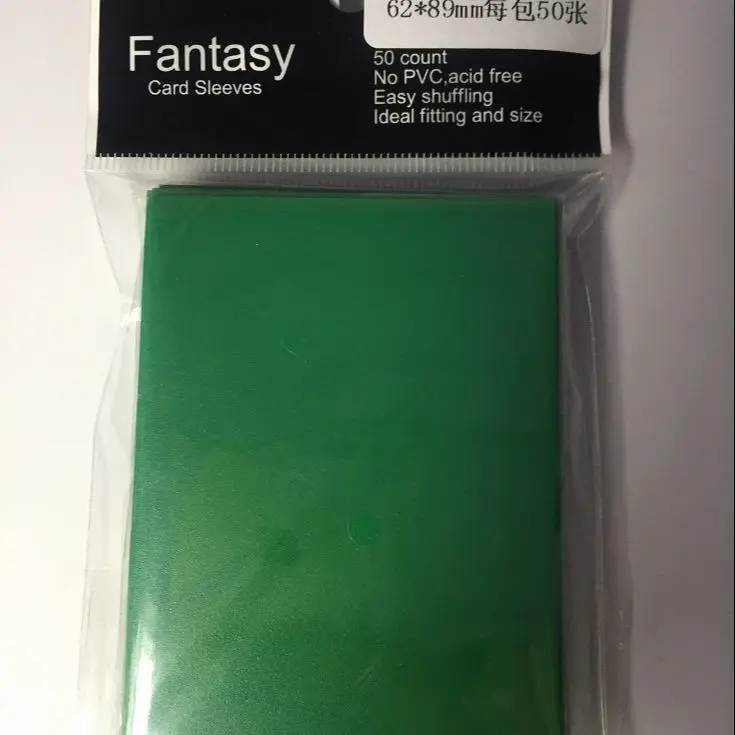 62*89mm每包50张
Fantasy
Card Sleeves
50 count
No PVC,acid free
Easy shuffling
Ideal fitting and size